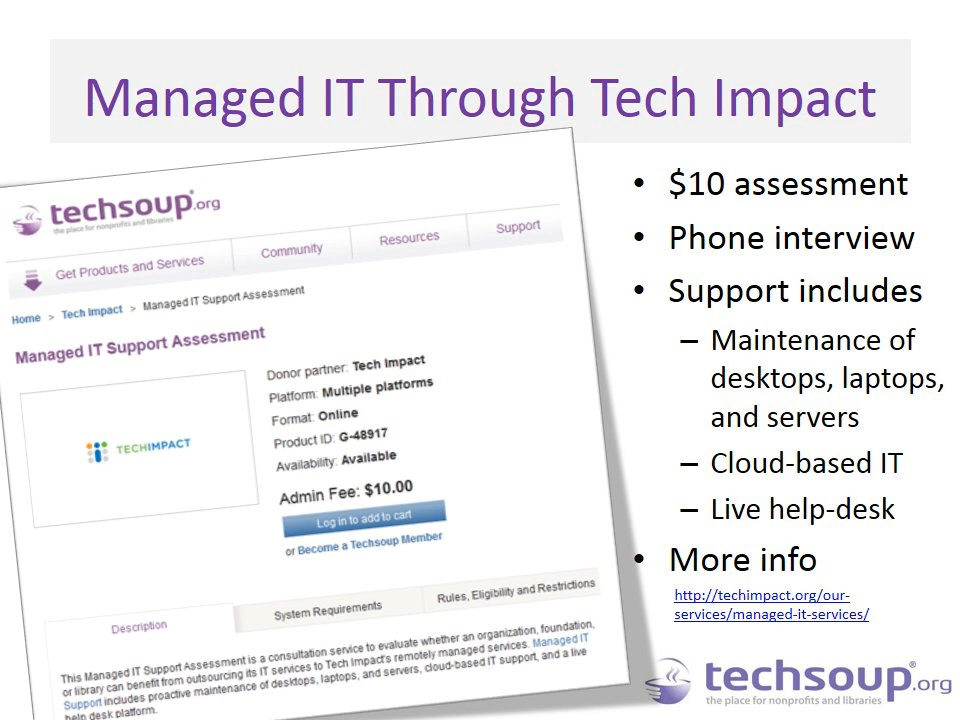 Managed IT Through Tech Impact
techsoup®.org
the place for nonprofits and libraries
Get Products and Services
Community
Resources
Support
Home > Tech Impact > Managed IT Support Assessment
Managed IT Support Assessment
TECHIMPACT
Donor partner: Tech Impact
Platform: Multiple platforms
Format: Online
Product ID: G-48917
Availability: Available
Admin Fee: $10.00
Log in to add to cart
or Become a Techsoup Member
Description
System Requirements
Rules, Eligibility and Restrictions
This Managed IT Support Assessment is a consultation service to evaluate whether an organization, foundation,
or library can benefit from outsourcing its IT services to Tech Impact's remotely managed services. Managed IT
Support includes proactive maintenance of desktops, laptops, and servers, cloud-based IT support, and a live
help desk platform.
• $10 assessment
• Phone interview
• Support includes
– Maintenance of
desktops, laptops,
and servers
– Cloud-based IT
– Live help-desk
• More info
http://techimpact.org/our-
services/managed-it-services/
techsoup®.org
the place for nonprofits and libraries